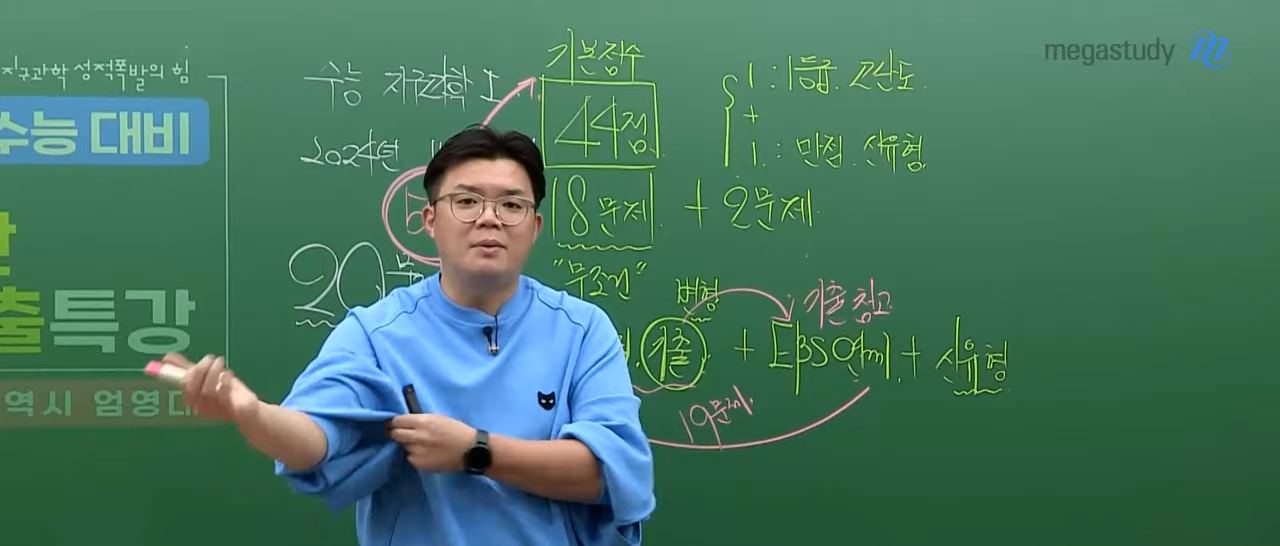 megastudy
지구과학 성적폭발의 힘
수능 대비
출특강
역시 엄영대
수능 지구과학 I
2024년
20
기본점수
44점
18문제 + 2문제
"무조건"
1 : 1등급. 고난도.
+
1. : 만점. 신유형.
변형
기출참고
기출 + EBS 연계 + 신유형
19문제